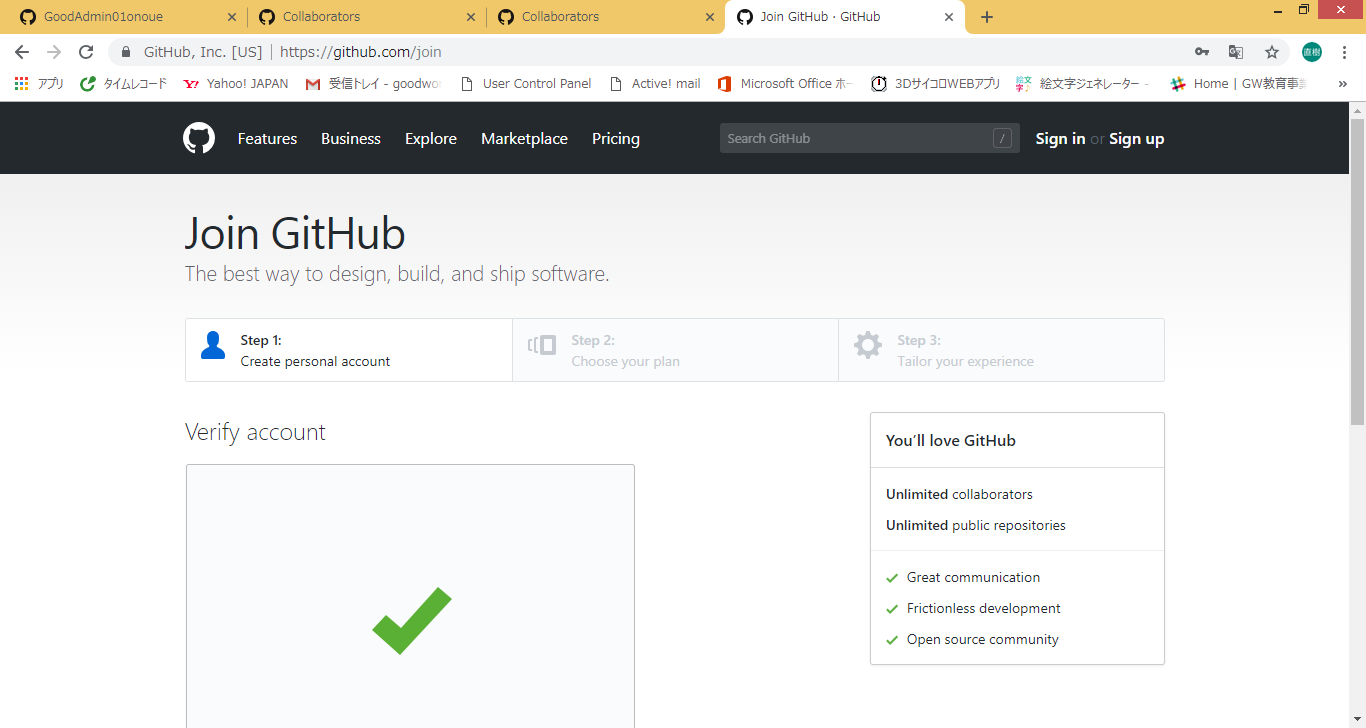 GoodAdmin01onoue
Collaborators
Collaborators
Join GitHub · GitHub
GitHub, Inc. [US] | https://github.com/join
直樹
アプリ
タイムレコード
Yahoo! JAPAN
受信トレイ - goodwo
User Control Panel
Active! mail
Microsoft Office ホー
3DサイコロWEBアプリ
絵文字ジェネレーター -
Home | GW教育事業
Features
Business
Explore
Marketplace
Pricing
Search GitHub
/
Sign in or Sign up
Join GitHub
The best way to design, build, and ship software.
Step 1:
Create personal account
Step 2:
Choose your plan
Step 3:
Tailor your experience
Verify account
You’ll love GitHub
Unlimited collaborators
Unlimited public repositories
Great communication
Frictionless development
Open source community